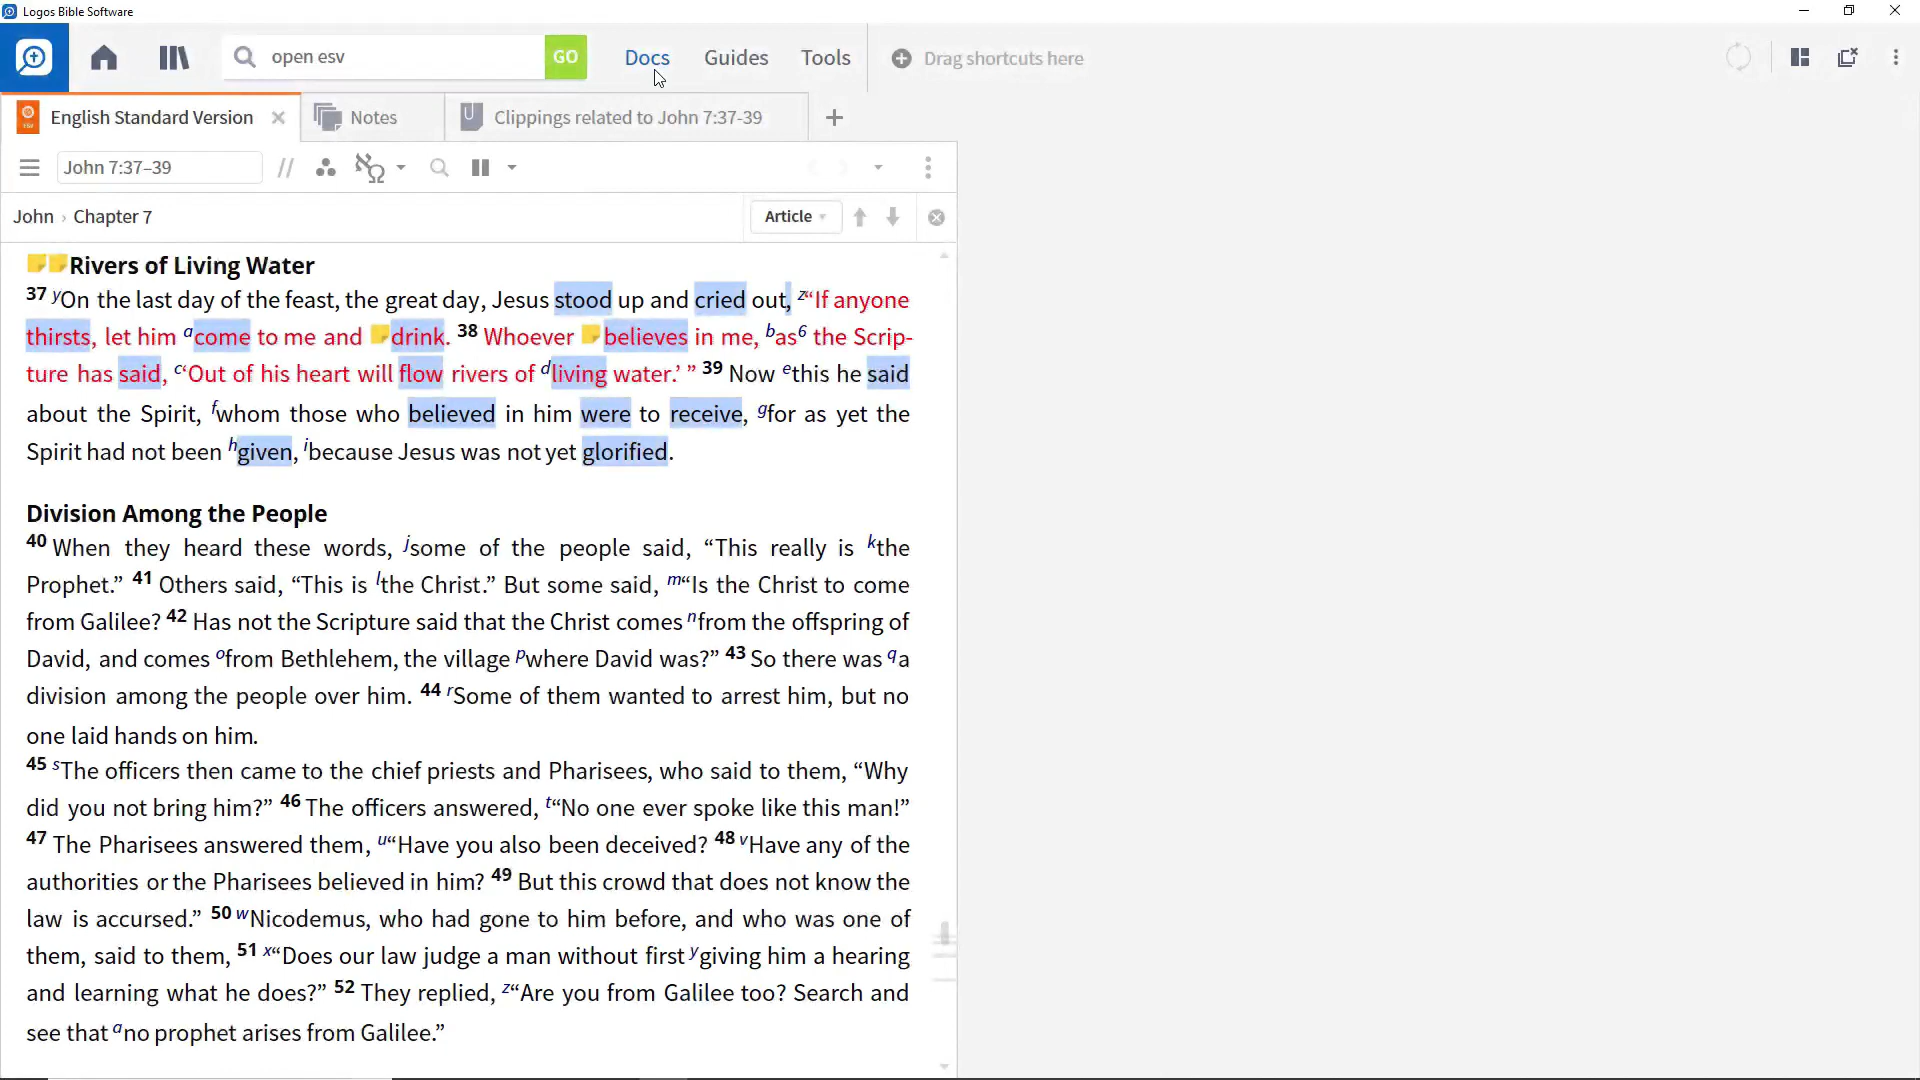 Logos Bible Software
open esv
GO
Docs
Guides
Tools
Drag shortcuts here
English Standard Version
Notes
Clippings related to John 7:37-39
John 7:37–39
John › Chapter 7
Article
Rivers of Living Water
37 yOn the last day of the feast, the great day, Jesus stood up and cried out, z“If anyone
thirsts, let him acome to me and drink. 38 Whoever believes in me, bas6 the Scrip-
ture has said, c‘Out of his heart will flow rivers of dliving water.’ ” 39 Now ethis he said
about the Spirit, fwhom those who believed in him were to receive, gfor as yet the
Spirit had not been hgiven, ibecause Jesus was not yet glorified.
Division Among the People
40 When they heard these words, jsome of the people said, “This really is kthe
Prophet.” 41 Others said, “This is lthe Christ.” But some said, m“Is the Christ to come
from Galilee? 42 Has not the Scripture said that the Christ comes nfrom the offspring of
David, and comes ofrom Bethlehem, the village pwhere David was?” 43 So there was qa
division among the people over him. 44 rSome of them wanted to arrest him, but no
one laid hands on him.
45 sThe officers then came to the chief priests and Pharisees, who said to them, “Why
did you not bring him?” 46 The officers answered, t“No one ever spoke like this man!”
47 The Pharisees answered them, u“Have you also been deceived? 48 vHave any of the
authorities or the Pharisees believed in him? 49 But this crowd that does not know the
law is accursed.” 50 wNicodemus, who had gone to him before, and who was one of
them, said to them, 51 x“Does our law judge a man without first ygiving him a hearing
and learning what he does?” 52 They replied, z“Are you from Galilee too? Search and
see that ano prophet arises from Galilee.”